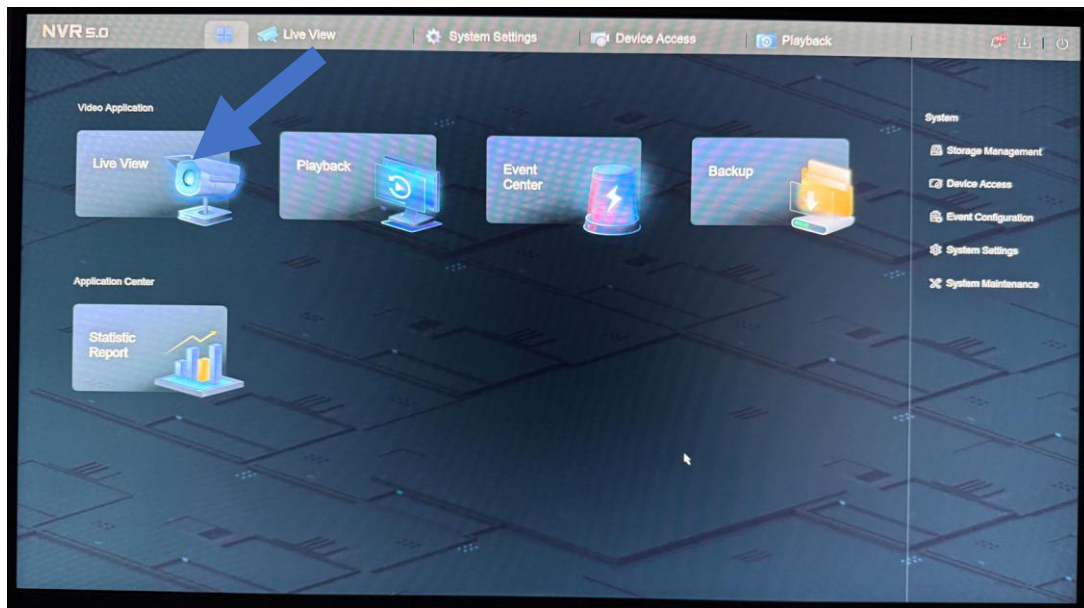 NVR 5.0
Live View
System Settings
Device Access
Playback
Video Application
Live View
Playback
Event
Center
Backup
Application Center
Statistic
Report
System
Storage Management
Device Access
Event Configuration
System Settings
System Maintenance